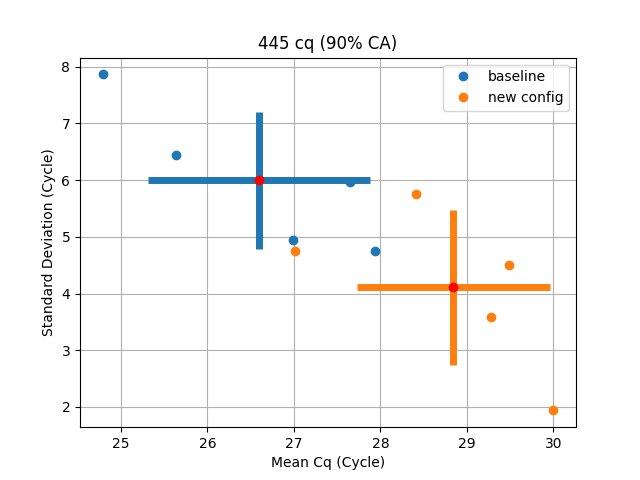 445 cq (90% CA)
baseline
new config
Standard Deviation (Cycle)
8
7
6
5
4
3
2
25 26 27 28 29 30
Mean Cq (Cycle)